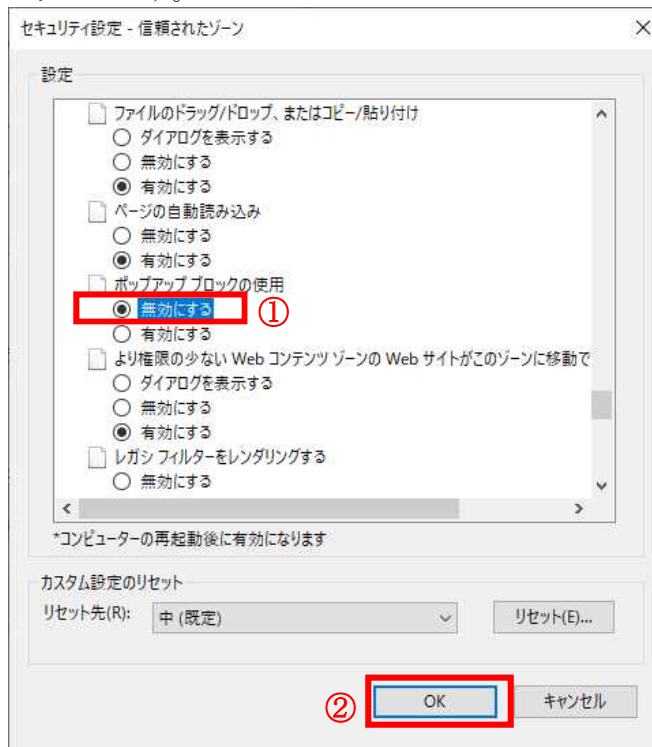 セキュリティ設定 - 信頼されたゾーン
設定
ファイルのドラッグ/ドロップ、またはコピー/貼り付け
ダイアログを表示する
無効にする
有効にする
ページの自動読み込み
無効にする
有効にする
ポップアップ ブロックの使用
無効にする ①
有効にする
より権限の少ない Web コンテンツ ゾーンの Web サイトがこのゾーンに移動で
ダイアログを表示する
無効にする
有効にする
レガシ フィルターをレンダリングする
無効にする
*コンピューターの再起動後に有効になります
カスタム設定のリセット
リセット先(R): 中 (既定) リセット(E)...
② OK キャンセル